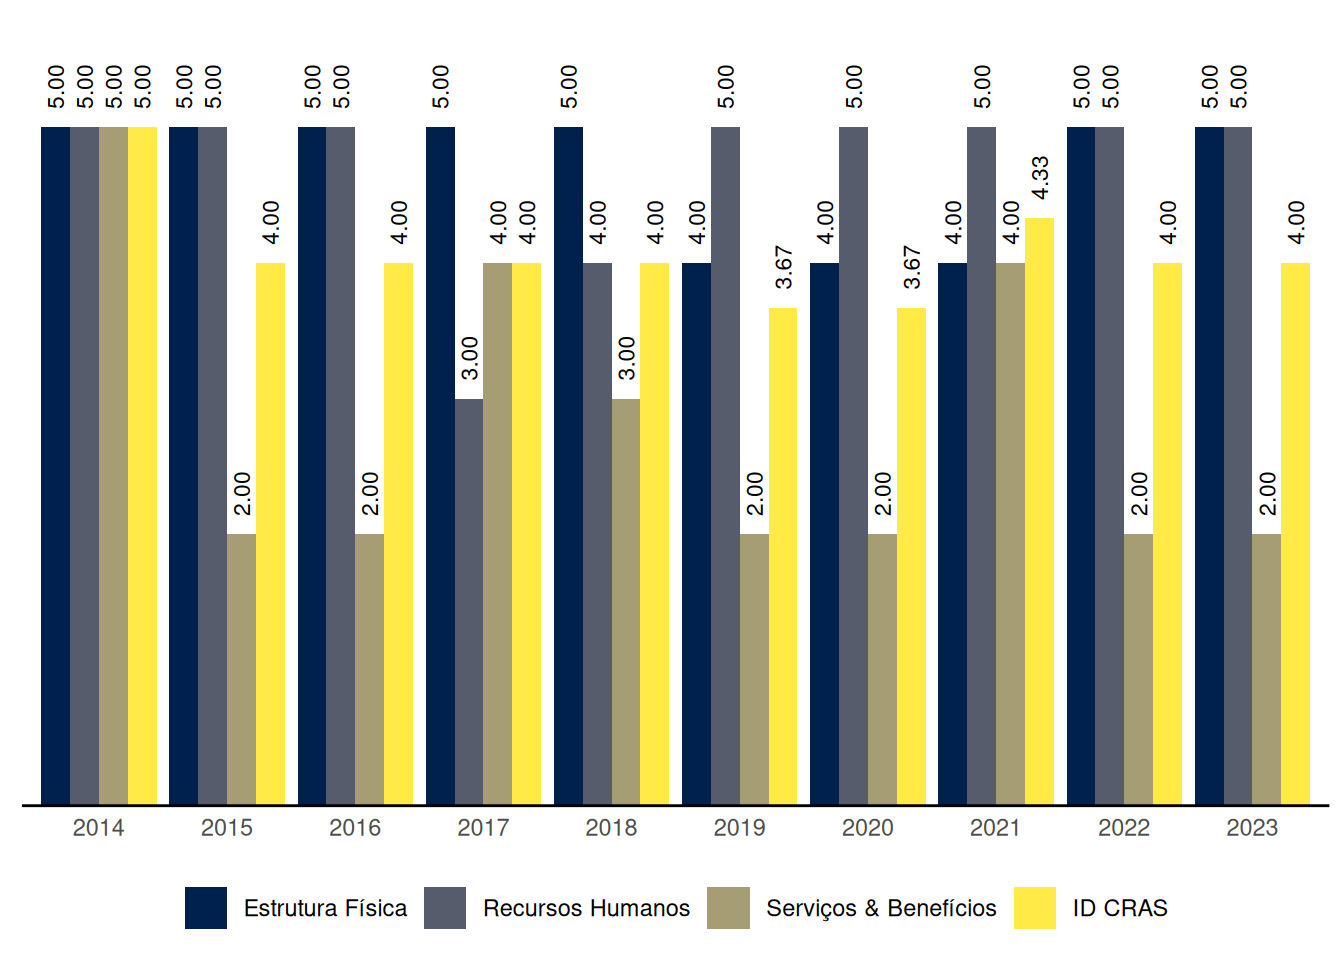 5.00 5.00 5.00 5.00 5.00 5.00 2.00 4.00 5.00 5.00 2.00 4.00 5.00 3.00 4.00 4.00 5.00 4.00 3.00 4.00 4.00 5.00 2.00 3.67 4.00 5.00 2.00 3.67 4.00 5.00 4.00 4.33 5.00 5.00 2.00 4.00 5.00 5.00 2.00 4.00
2014 2015 2016 2017 2018 2019 2020 2021 2022 2023
Estrutura Física Recursos Humanos Serviços & Benefícios ID CRAS